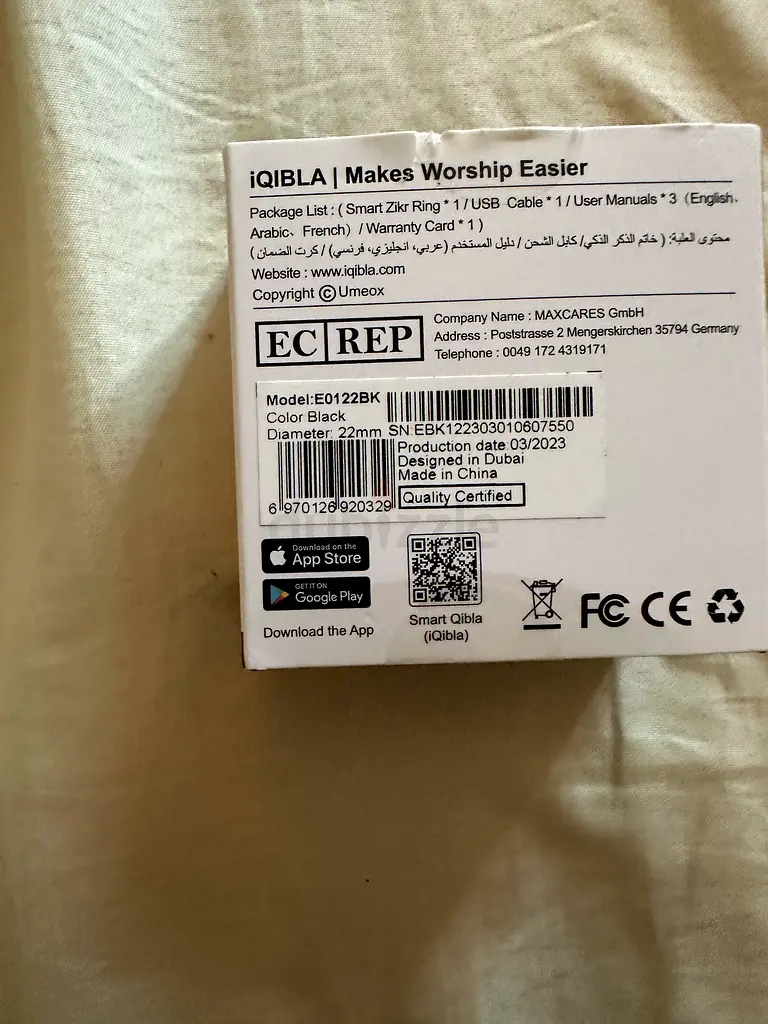 iQIBLA | Makes Worship Easier
Package List : ( Smart Zikr Ring * 1 / USB Cable * 1 / User Manuals * 3（English、
Arabic、French）/ Warranty Card * 1 )
محتوى العلبة: ( خاتم الذكر الذكي/ كابل الشحن / دليل المستخدم (عربي، انجليزي، فرنسي) / كرت الضمان )
Website : www.iqibla.com
Copyright ©Umeox
EC REP
Company Name : MAXCARES GmbH
Address : Poststrasse 2 Mengerskirchen 35794 Germany
Telephone : 0049 172 4319171
Model:E0122BK
Color Black
Diameter: 22mm
SN EBK122303010607550
Production date:03/2023
Designed in Dubai
Made in China
Quality Certified
6 970126 920329
dubizzle
Download on the
App Store
GET IT ON
Google Play
Download the App
Smart Qibla
(iQibla)
FC CE